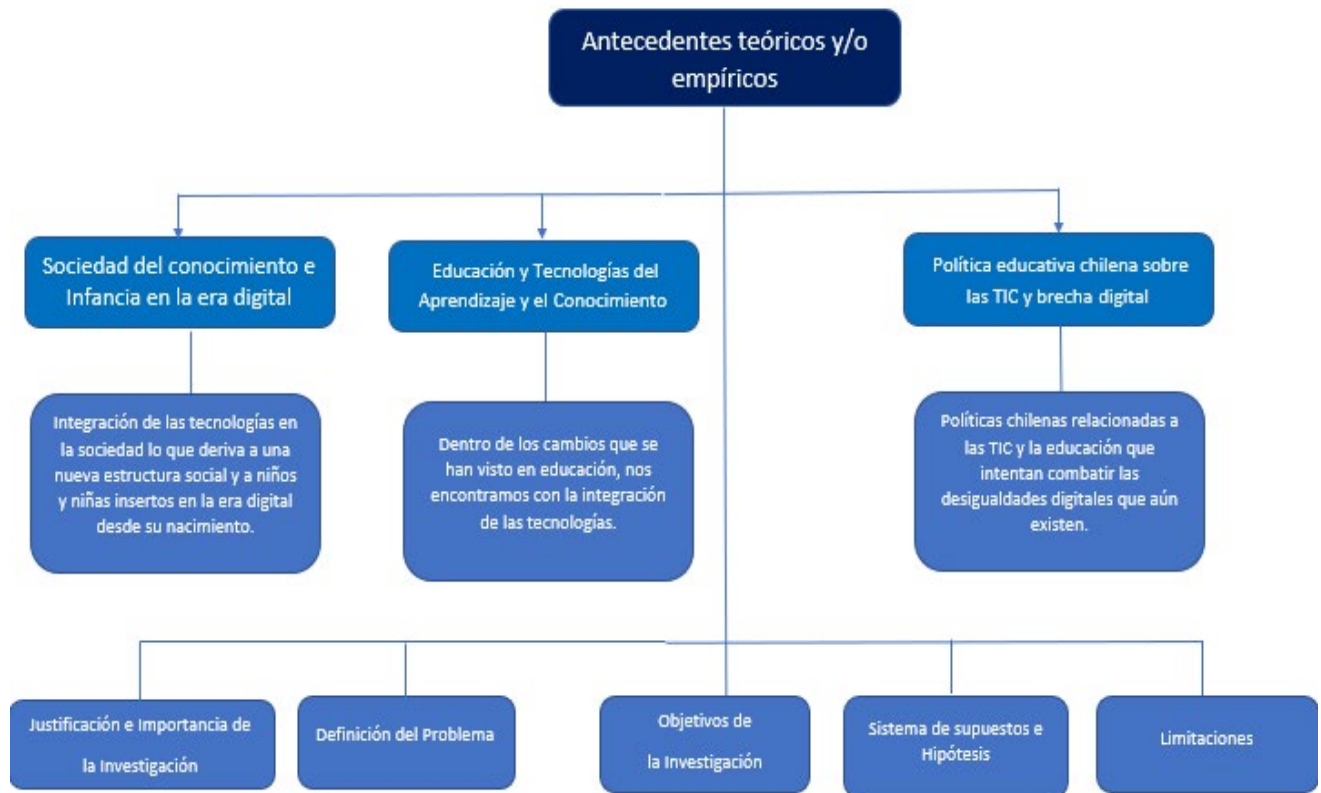 Antecedentes teóricos y/o
empíricos
Sociedad del conocimiento e
Infancia en la era digital
Educación y Tecnologías del
Aprendizaje y el Conocimiento
Política educativa chilena sobre
las TIC y brecha digital
Integración de las tecnologías en
la sociedad lo que deriva a una
nueva estructura social y a niños
y niñas insertos en la era digital
desde su nacimiento.
Dentro de los cambios que se
han visto en educación, nos
encontramos con la integración
de las tecnologías.
Políticas chilenas relacionadas a
las TIC y la educación que
intentan combatir las
desigualdades digitales que aún
existen.
Justificación e Importancia de
la Investigación
Definición del Problema
Objetivos de
la Investigación
Sistema de supuestos e
Hipótesis
Limitaciones